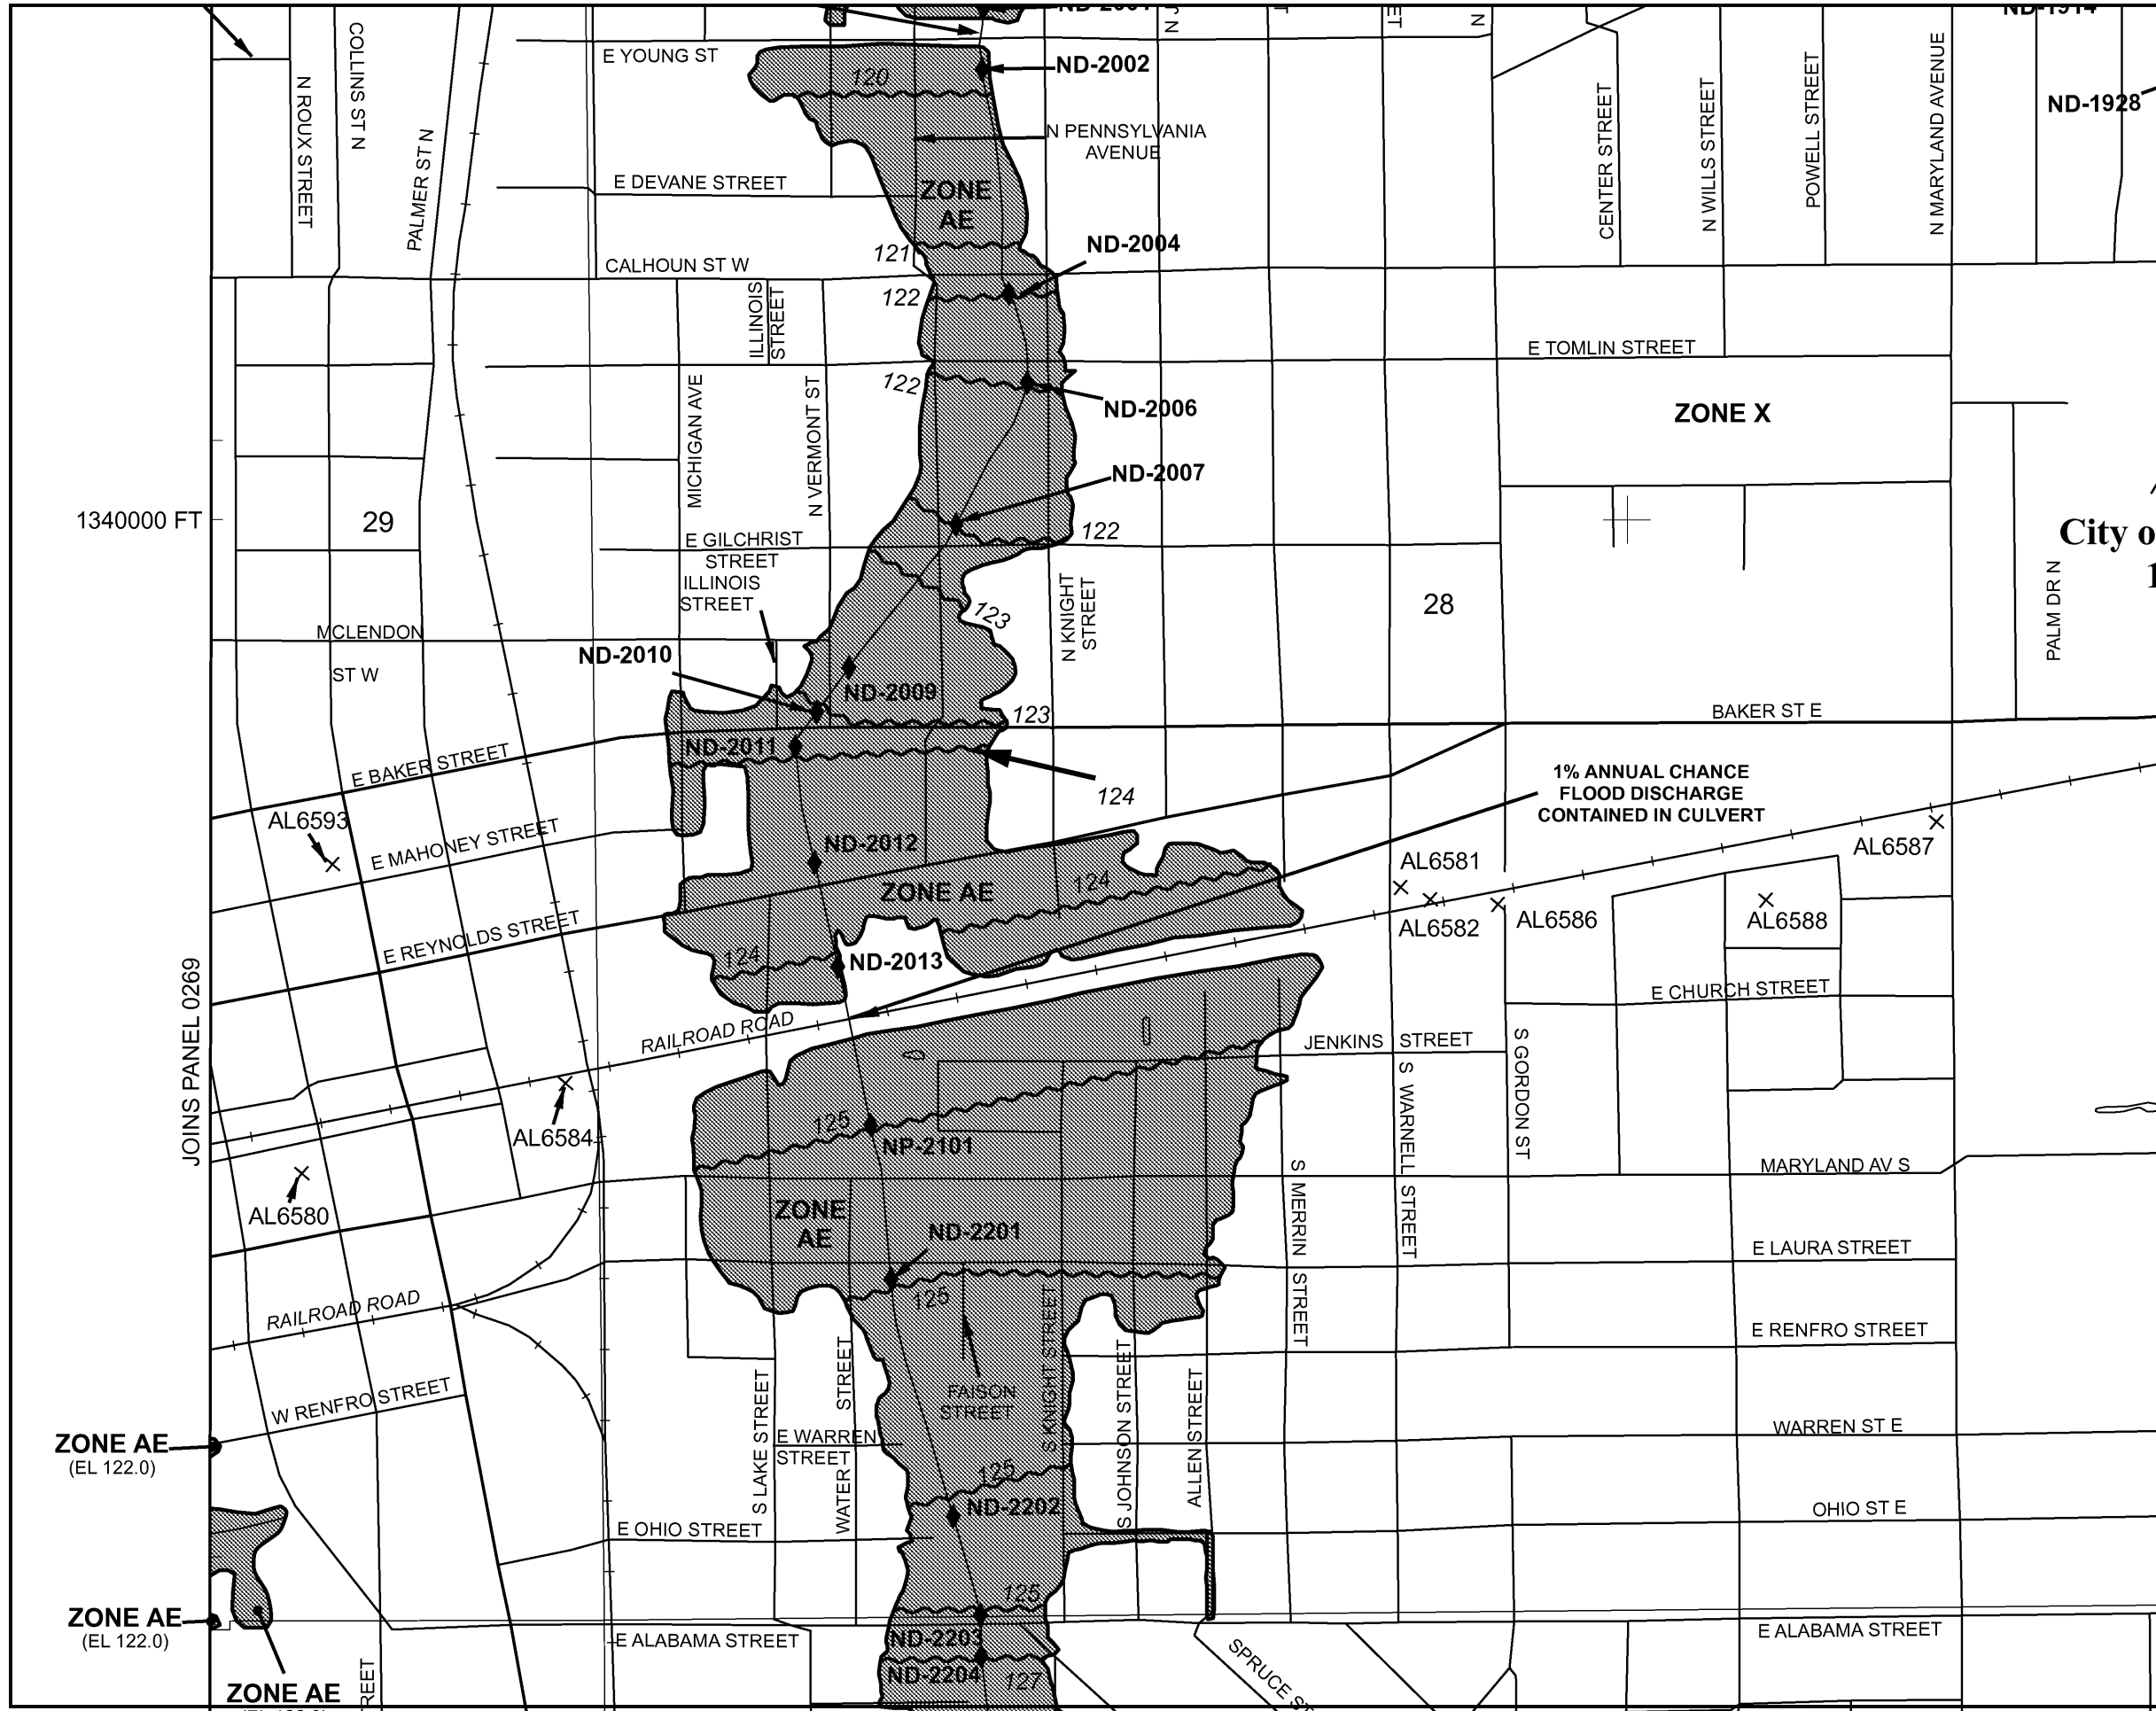 ND-1914
E YOUNG ST
COLLINS ST N
N ROUX STREET
PALMER ST N
120
ND-2002
N PENNSYLVANIA
AVENUE
CENTER STREET
N WILLS STREET
POWELL STREET
N MARYLAND AVENUE
ND-1928
E DEVANE STREET
ZONE
AE
121
ND-2004
CALHOUN ST W
122
ILLINOIS
STREET
E TOMLIN STREET
122
ND-2006
ZONE X
MICHIGAN AVE
N VERMONT ST
ND-2007
1340000 FT
29
122
City o
E GILCHRIST
STREET
ILLINOIS
STREET
N KNIGHT
STREET
28
PALM DR N
123
MCLENDON
ST W
ND-2010
ND-2009
123
BAKER ST E
ND-2011
E BAKER STREET
124
1% ANNUAL CHANCE
FLOOD DISCHARGE
CONTAINED IN CULVERT
AL6593
E MAHONEY STREET
ND-2012
AL6581
AL6587
ZONE AE
124
AL6582
AL6586
AL6588
E REYNOLDS STREET
124
ND-2013
JOINS PANEL 0269
E CHURCH STREET
RAILROAD ROAD
JENKINS STREET
S GORDON ST
S WARNELL STREET
125
NP-2101
AL6584
S MERRIN STREET
MARYLAND AV S
AL6580
ZONE
AE
ND-2201
E LAURA STREET
125
RAILROAD ROAD
E RENFRO STREET
S KNIGHT STREET
S JOHNSON STREET
ALLEN STREET
S LAKE STREET
WATER STREET
FAISON
STREET
W RENFRO STREET
E WARREN
STREET
WARREN ST E
ZONE AE
(EL 122.0)
125
ND-2202
OHIO ST E
E OHIO STREET
125
ZONE AE
(EL 122.0)
ND-2203
E ALABAMA STREET
E ALABAMA STREET
SPRUCE ST
ND-2204
127
ZONE AE
REET